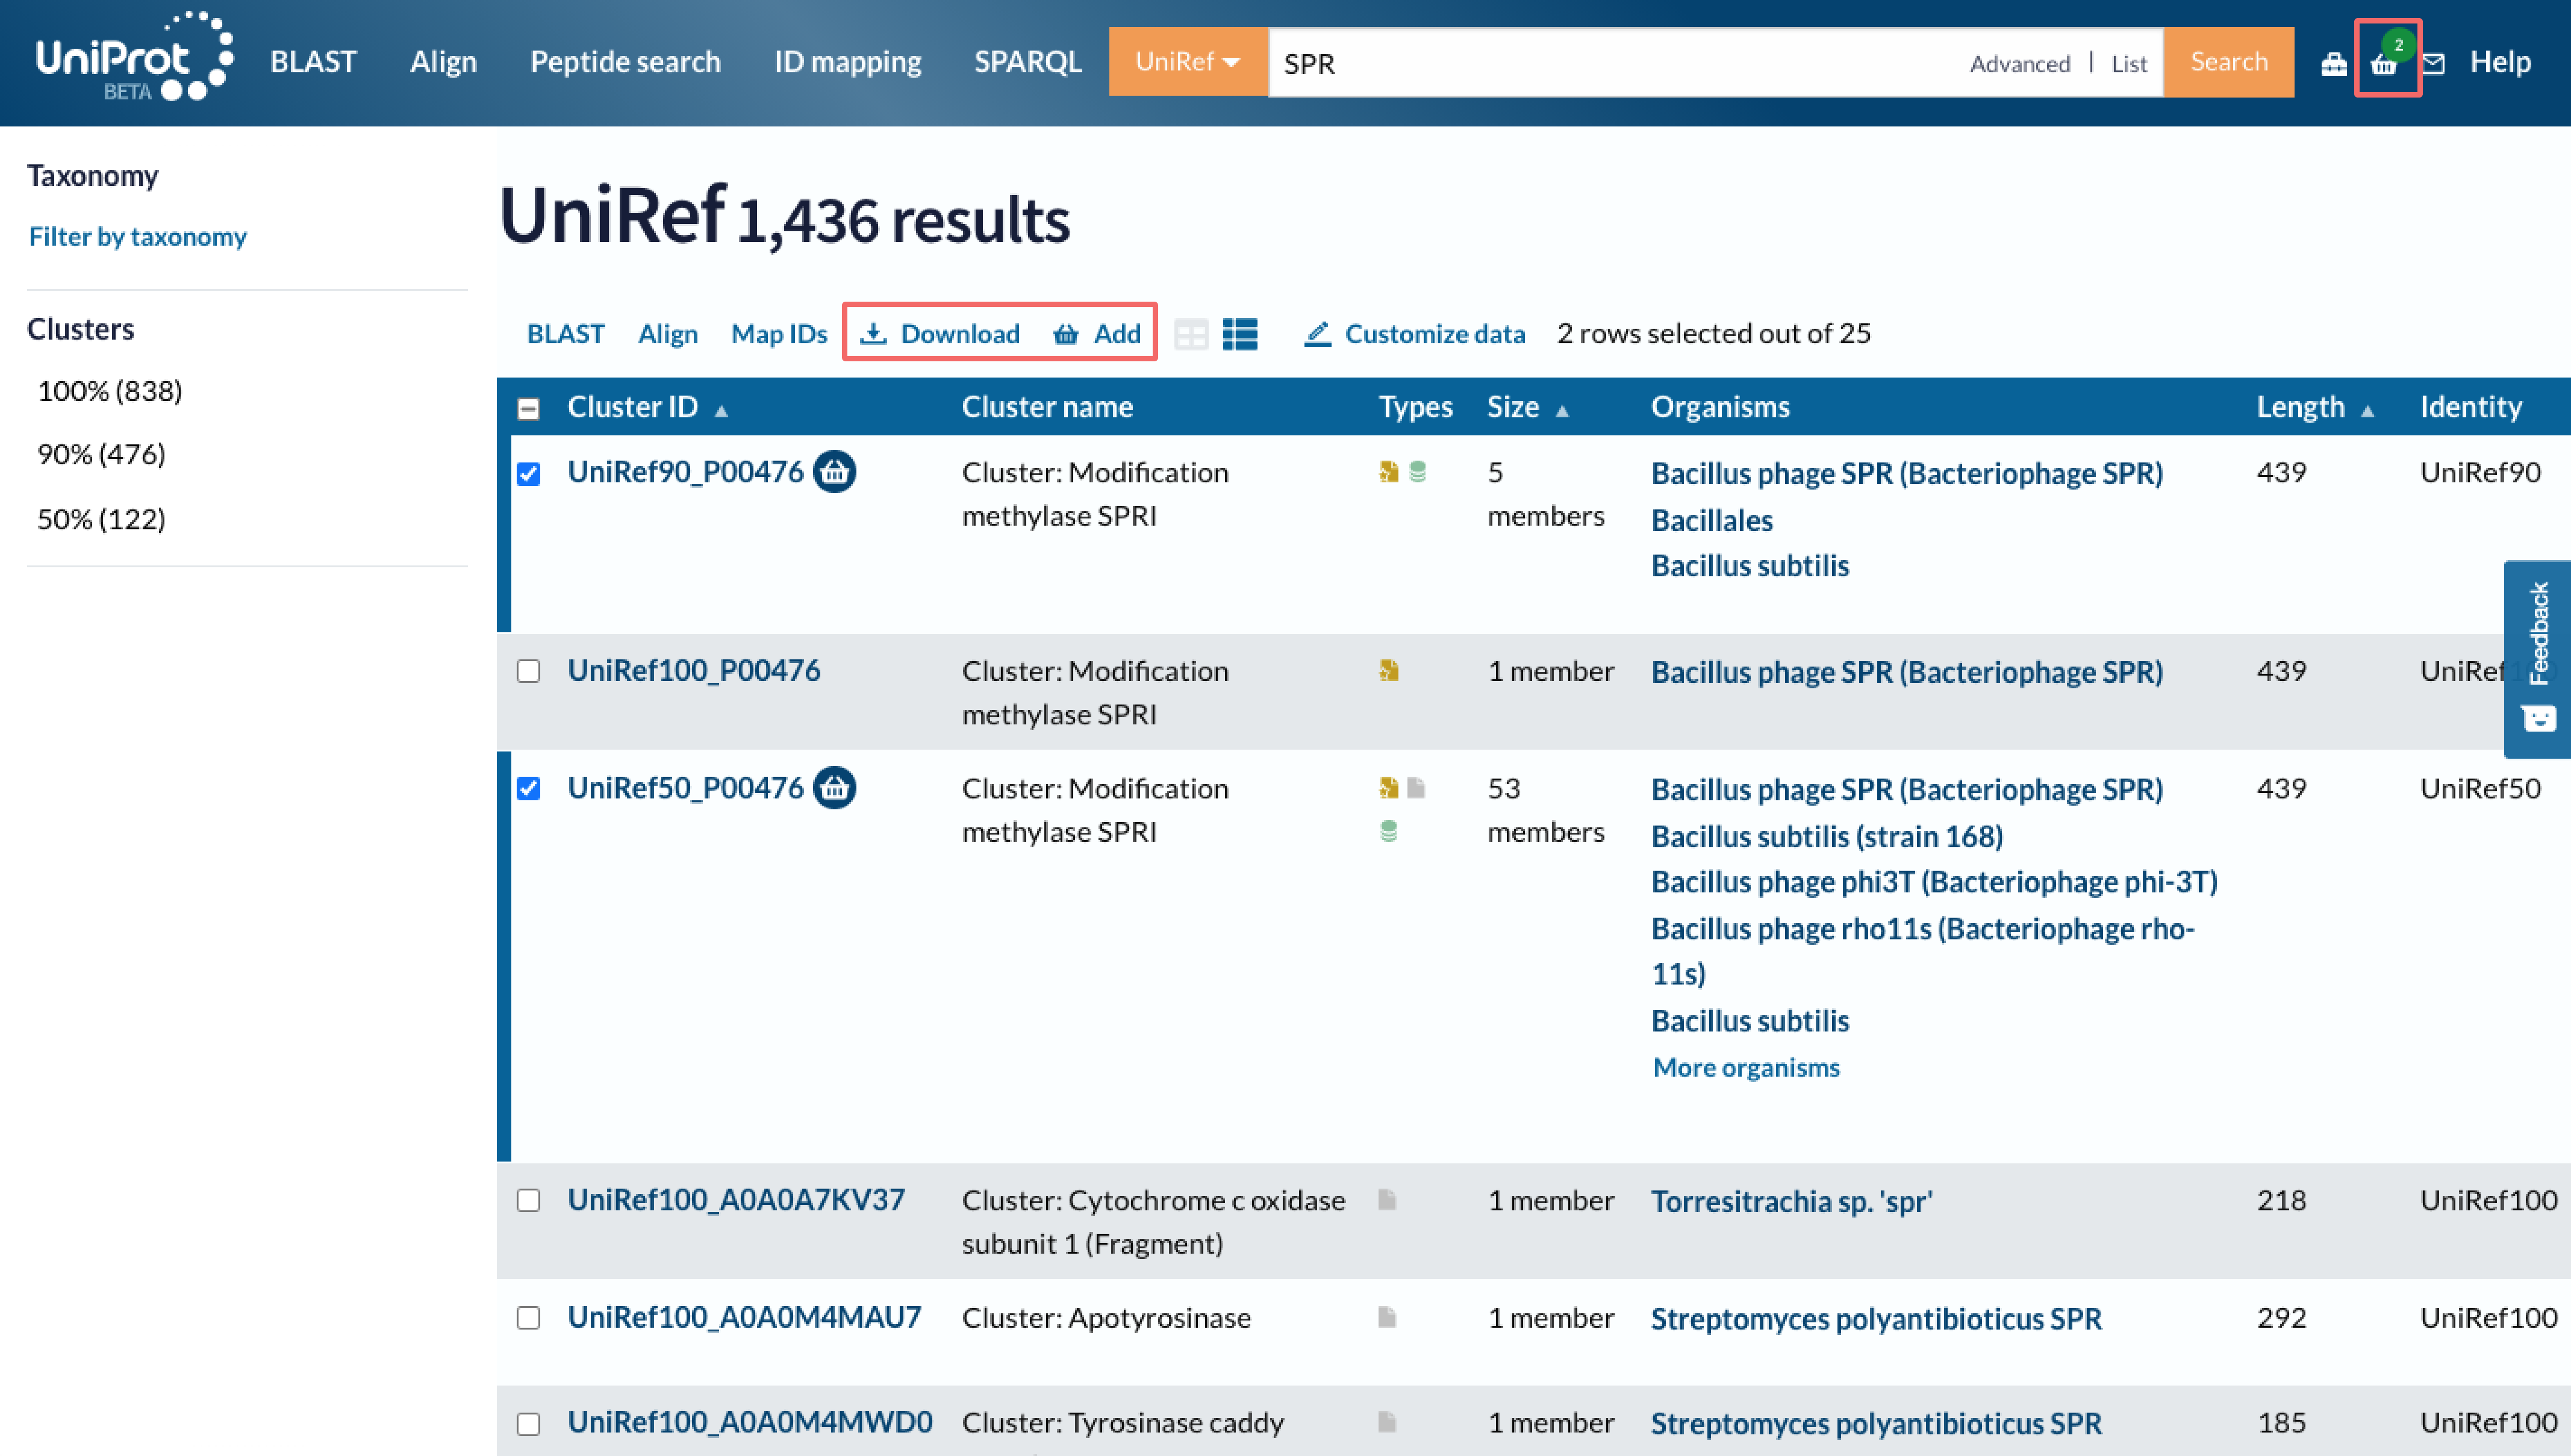 UniProt BETA BLAST Align Peptide search ID mapping SPARQL UniRef SPR Advanced | List Search 2 Help
Taxonomy
Filter by taxonomy
Clusters
100% (838)
90% (476)
50% (122)
UniRef 1,436 results
BLAST Align Map IDs Download Add Customize data 2 rows selected out of 25
Cluster ID Cluster name Types Size Organisms Length Identity
UniRef90_P00476 Cluster: Modification 5 Bacillus phage SPR (Bacteriophage SPR) 439 UniRef90
methylase SPRI members Bacillales
Bacillus subtilis
Feedback
UniRef100_P00476 Cluster: Modification 1 member Bacillus phage SPR (Bacteriophage SPR) 439 UniRef100
methylase SPRI
UniRef50_P00476 Cluster: Modification 53 Bacillus phage SPR (Bacteriophage SPR) 439 UniRef50
methylase SPRI members Bacillus subtilis (strain 168)
Bacillus phage phi3T (Bacteriophage phi-3T)
Bacillus phage rho11s (Bacteriophage rho-
11s)
Bacillus subtilis
More organisms
UniRef100_A0A0A7KV37 Cluster: Cytochrome c oxidase 1 member Torresitrachia sp. 'spr' 218 UniRef100
subunit 1 (Fragment)
UniRef100_A0A0M4MAU7 Cluster: Apotyrosinase 1 member Streptomyces polyantibioticus SPR 292 UniRef100
UniRef100_A0A0M4MWD0 Cluster: Tyrosinase caddy 1 member Streptomyces polyantibioticus SPR 185 UniRef100